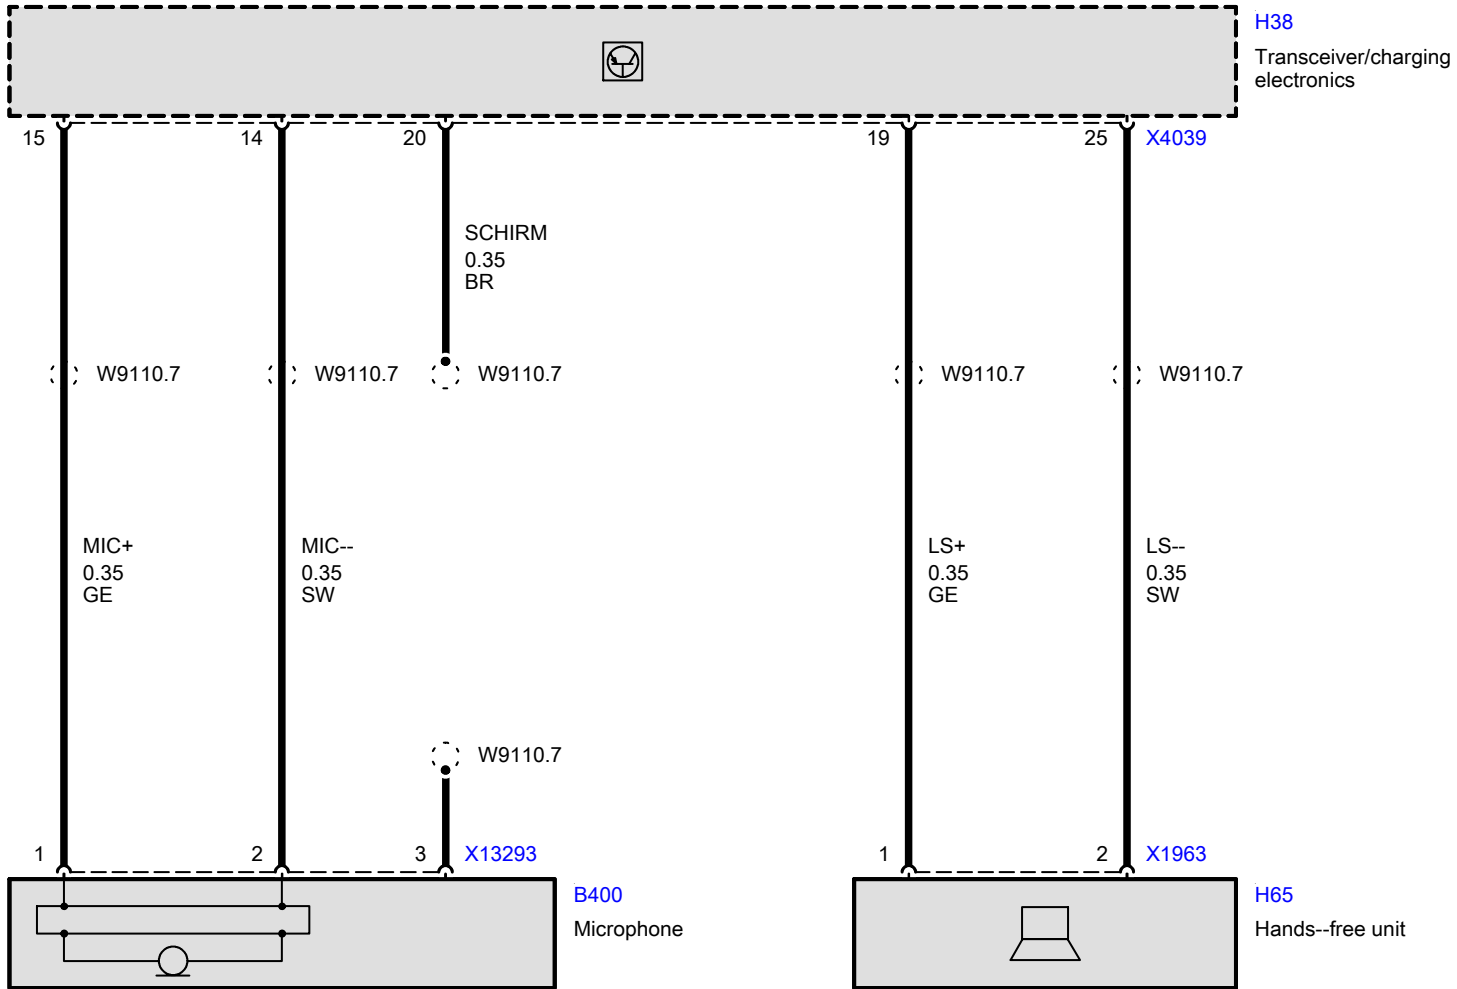 H38
Transceiver/charging
electronics
15
14
20
19
25
X4039
SCHIRM
0.35
BR
W9110.7
W9110.7
W9110.7
W9110.7
W9110.7
MIC+
0.35
GE
MIC--
0.35
SW
LS+
0.35
GE
LS--
0.35
SW
W9110.7
1
2
3
X13293
1
2
X1963
B400
Microphone
H65
Hands--free unit